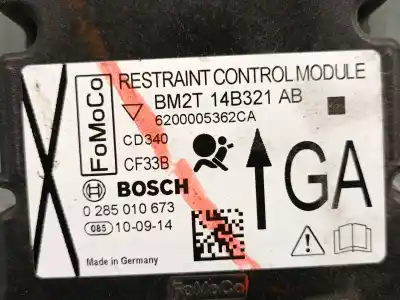 FoMoCo
RESTRAINT CONTROL MODULE
BM2T 14B321 AB
6200005362CA
CD340
CF33B
GA
BOSCH
0 285 010 673
085 10-09-14
Made in Germany
FoMoCo